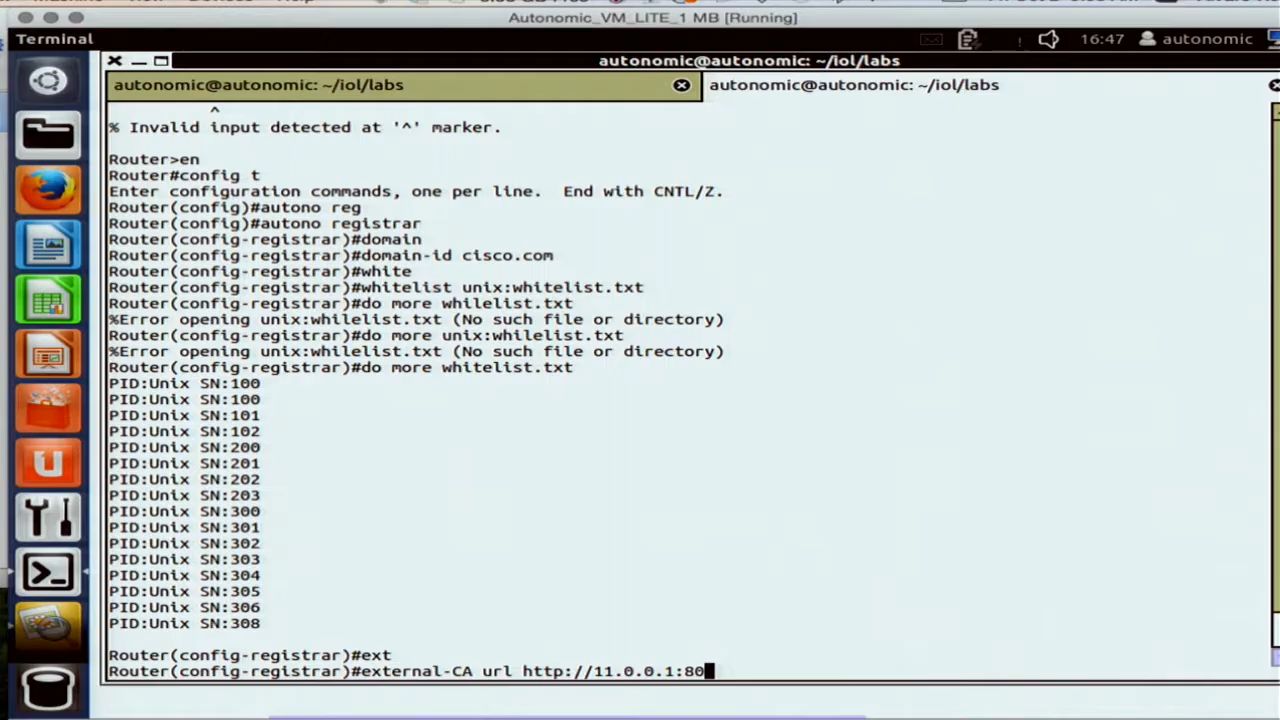 Autonomic_VM_LITE_1 MB [Running]
Terminal
16:47 autonomic
autonomic@autonomic: ~/iol/labs
autonomic@autonomic: ~/iol/labs
autonomic@autonomic: ~/iol/labs
^
% Invalid input detected at '^' marker.
Router>en
Router#config t
Enter configuration commands, one per line.  End with CNTL/Z.
Router(config)#autono reg
Router(config)#autono registrar
Router(config-registrar)#domain
Router(config-registrar)#domain-id cisco.com
Router(config-registrar)#white
Router(config-registrar)#whitelist unix:whitelist.txt
Router(config-registrar)#do more whilelist.txt
%Error opening unix:whilelist.txt (No such file or directory)
Router(config-registrar)#do more unix:whilelist.txt
%Error opening unix:whilelist.txt (No such file or directory)
Router(config-registrar)#do more whitelist.txt
PID:Unix SN:100
PID:Unix SN:100
PID:Unix SN:101
PID:Unix SN:102
PID:Unix SN:200
PID:Unix SN:201
PID:Unix SN:202
PID:Unix SN:203
PID:Unix SN:300
PID:Unix SN:301
PID:Unix SN:302
PID:Unix SN:303
PID:Unix SN:304
PID:Unix SN:305
PID:Unix SN:306
PID:Unix SN:308
Router(config-registrar)#ext
Router(config-registrar)#external-CA url http://11.0.0.1:80